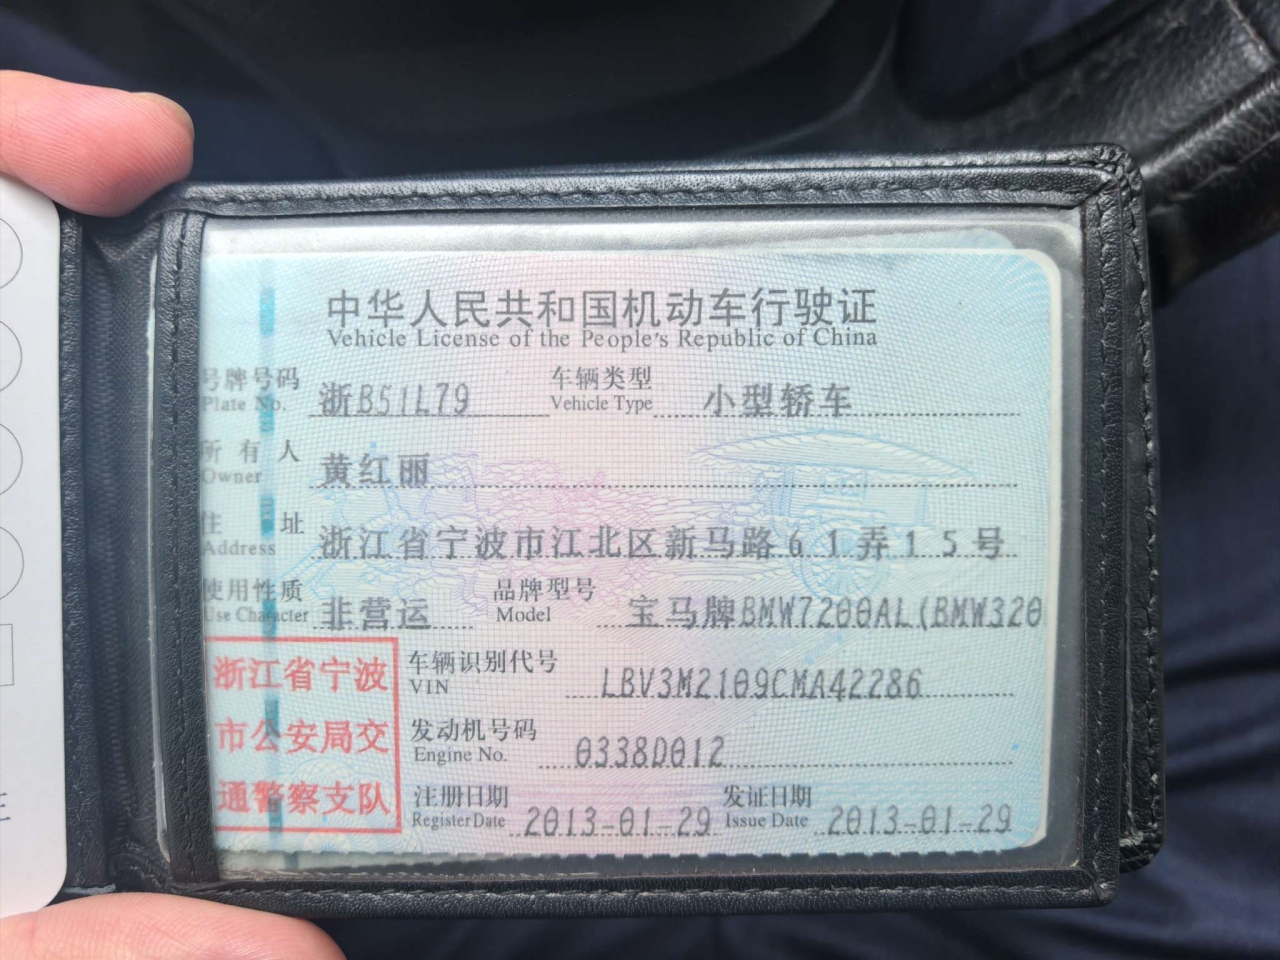 中华人民共和国机动车行驶证
Vehicle License of the People's Republic of China
号牌号码 浙B51L79 车辆类型 小型轿车
Plate No. Vehicle Type
所有人 黄红丽
Owner
住址 浙江省宁波市江北区新马路61弄15号
Address
使用性质 非营运 品牌型号 宝马牌BMW7200AL(BMW320
Use Character Model
浙江省宁波
市公安局交
通警察支队
车辆识别代号 LBV3M2109CMA42286
VIN
发动机号码 0338D012
Engine No.
注册日期 2013-01-29 发证日期 2013-01-29
Register Date Issue Date